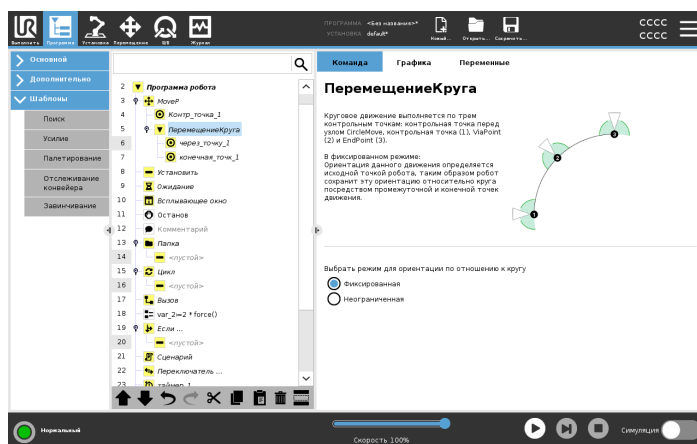 UR
ПРОГРАММА <Без названия>*
УСТАНОВКА default*
CCCC
CCCC
Выполнить Программа Установка Перемещение В/В Журнал
Новый... Открыть... Сохранить...
Основной
Дополнительно
Шаблоны
Поиск
Усилие
Палетирование
Отслеживание
конвейера
Завинчивание
2 Программа робота
3 MoveP
4 Контр_точка_1
5 ПеремещениеКруга
6 через_точку_1
7 конечная_точк_1
8 Установить
9 Ожидание
10 Всплывающее окно
11 Останов
12 Комментарий
13 Папка
14 <пустой>
15 Цикл
16 <пустой>
17 Вызов
18 var_2≔2 * force()
19 Если ...
20 <пустой>
21 Сценарий
22 Переключатель ...
23 таймер_1
Команда Графика Переменные
ПеремещениеКруга
Круговое движение выполняется по трем
контрольным точкам: контрольная точка перед
узлом CircleMove, контрольная точка (1), ViaPoint
(2) и EndPoint (3).
В фиксированном режиме:
Ориентация данного движения определяется
исходной точкой робота, таким образом робот
сохранит эту ориентацию относительно круга
посредством промежуточной и конечной точек
движения.
3
2
1
Выбрать режим для ориентации по отношению к кругу
Фиксированная
Неограниченная
Нормальный
Скорость 100%
Симуляция